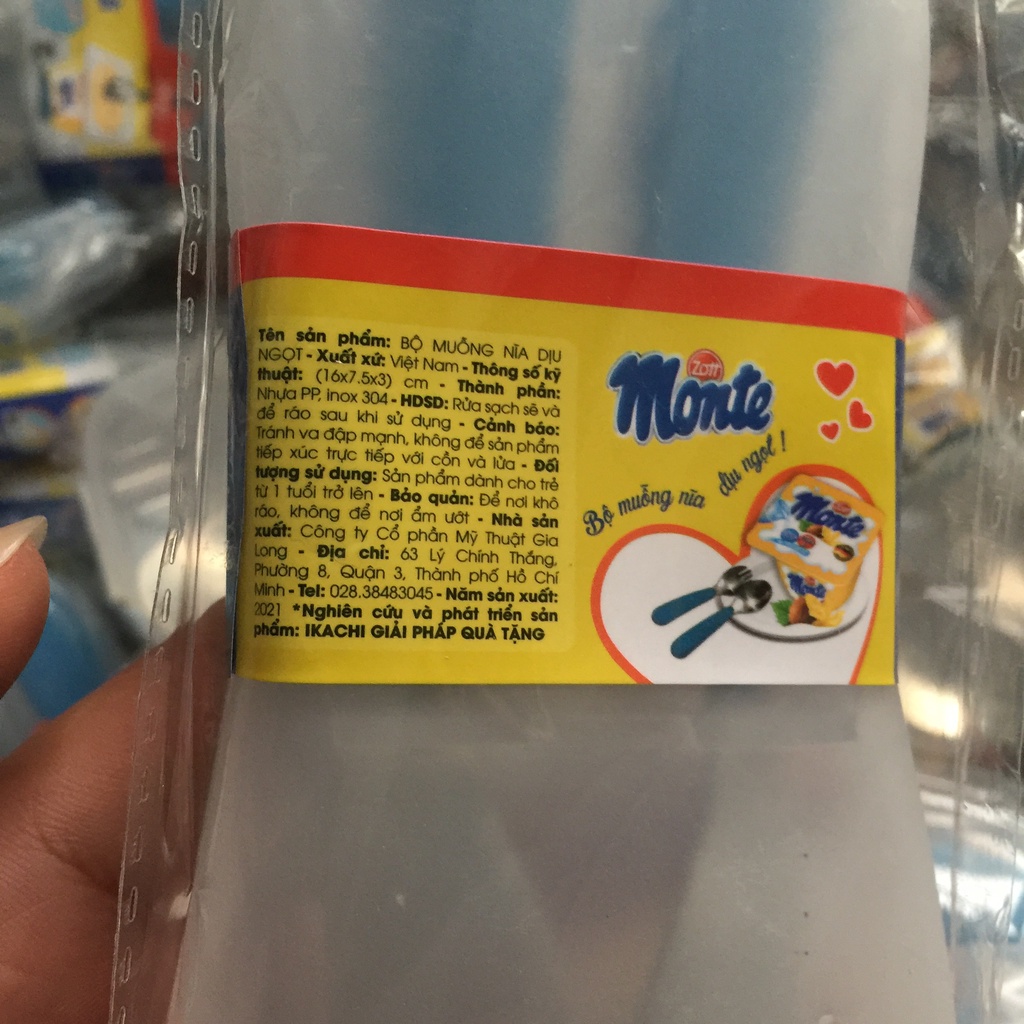 Tên sản phẩm: BỘ MUỖNG NĨA DỊU
NGỌT - Xuất xứ: Việt Nam - Thông số kỹ
thuật: (16x7.5x3) cm - Thành phần:
Nhựa PP, inox 304 - HDSD: Rửa sạch sẽ và
để ráo sau khi sử dụng - Cảnh báo:
Tránh va đập mạnh, không để sản phẩm
tiếp xúc trực tiếp với cồn và lửa - Đối
tượng sử dụng: Sản phẩm dành cho trẻ
từ 1 tuổi trở lên - Bảo quản: Để nơi khô
ráo, không để nơi ẩm ướt - Nhà sản
xuất: Công ty Cổ phần Mỹ Thuật Gia
Long - Địa chỉ: 63 Lý Chính Thắng,
Phường 8, Quận 3, Thành phố Hồ Chí
Minh - Tel: 028.38483045 - Năm sản xuất:
2021 *Nghiên cứu và phát triển sản
phẩm: IKACHI GIẢI PHÁP QUÀ TẶNG
Zott
Monte
Bộ muỗng nĩa dịu ngọt !
Monte
Monte